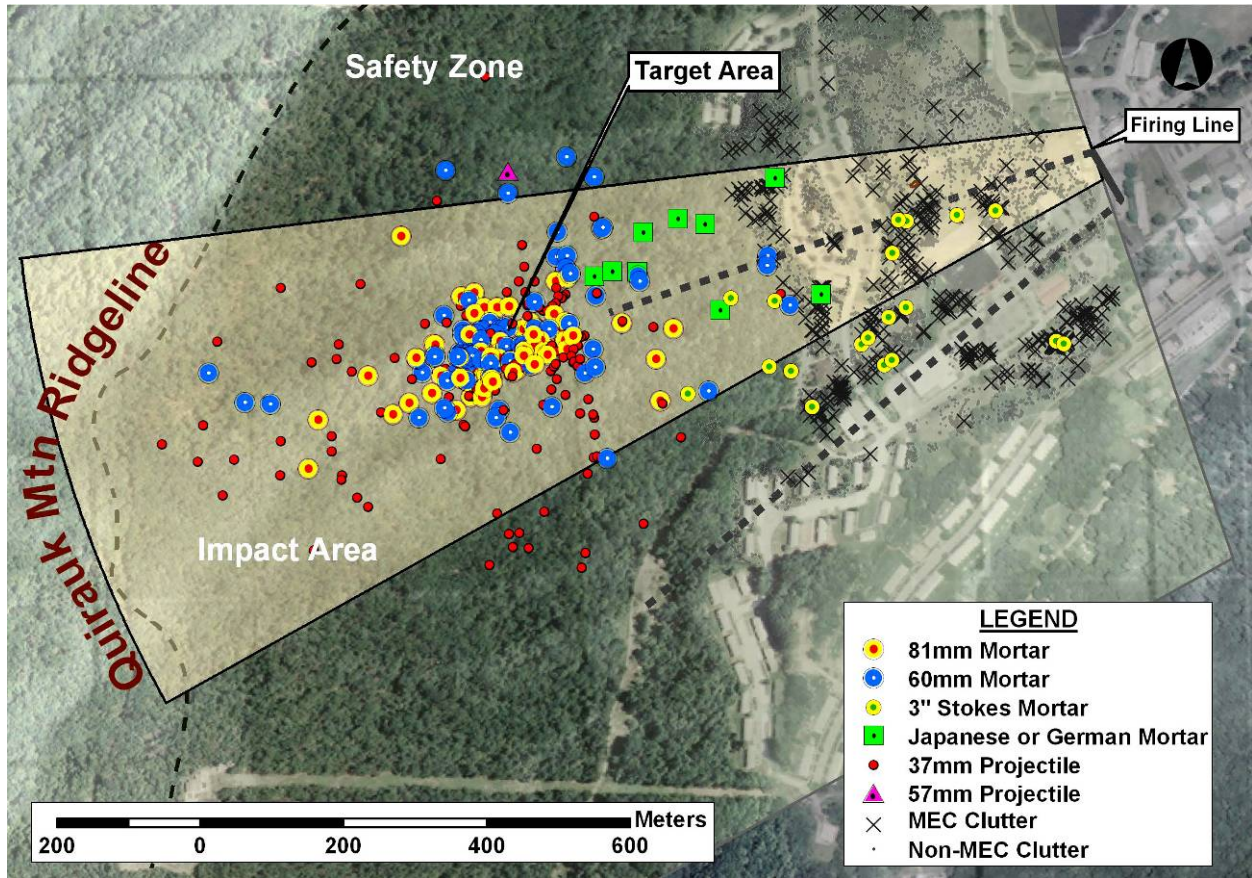 Safety Zone
Target Area
Firing Line
Quirauk Mtn Ridgeline
Impact Area
LEGEND
81mm Mortar
60mm Mortar
3" Stokes Mortar
Japanese or German Mortar
37mm Projectile
57mm Projectile
MEC Clutter
Non-MEC Clutter
Meters
200 0 200 400 600